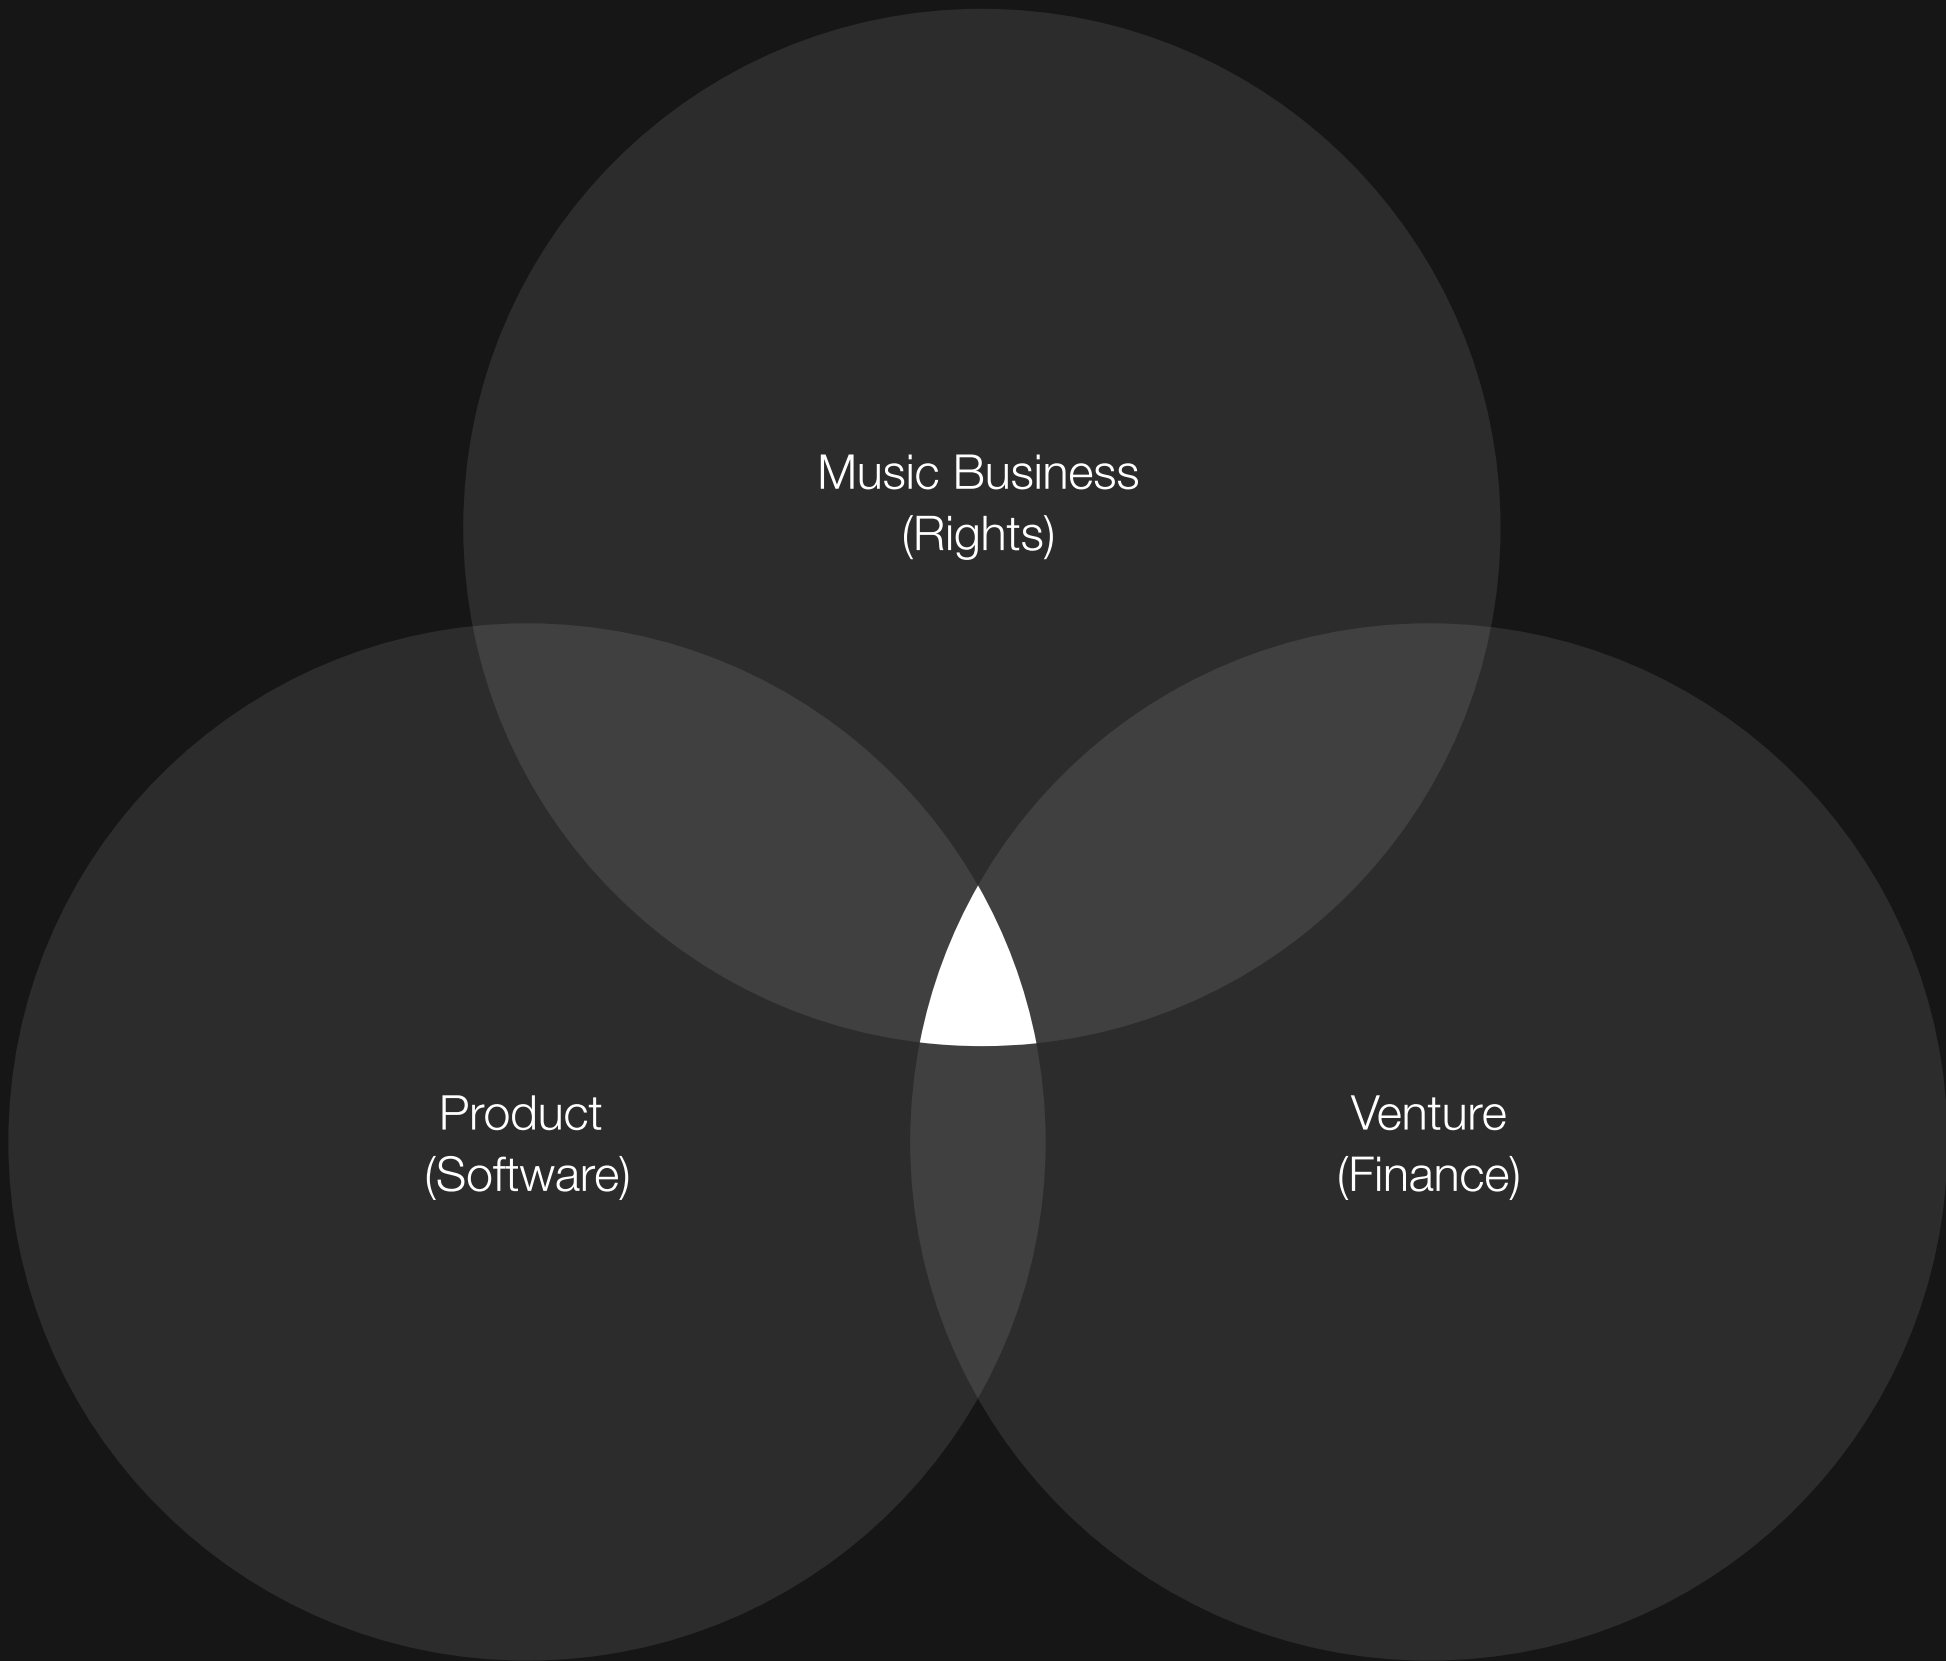 Music Business
(Rights)
Product
(Software)
Venture
(Finance)